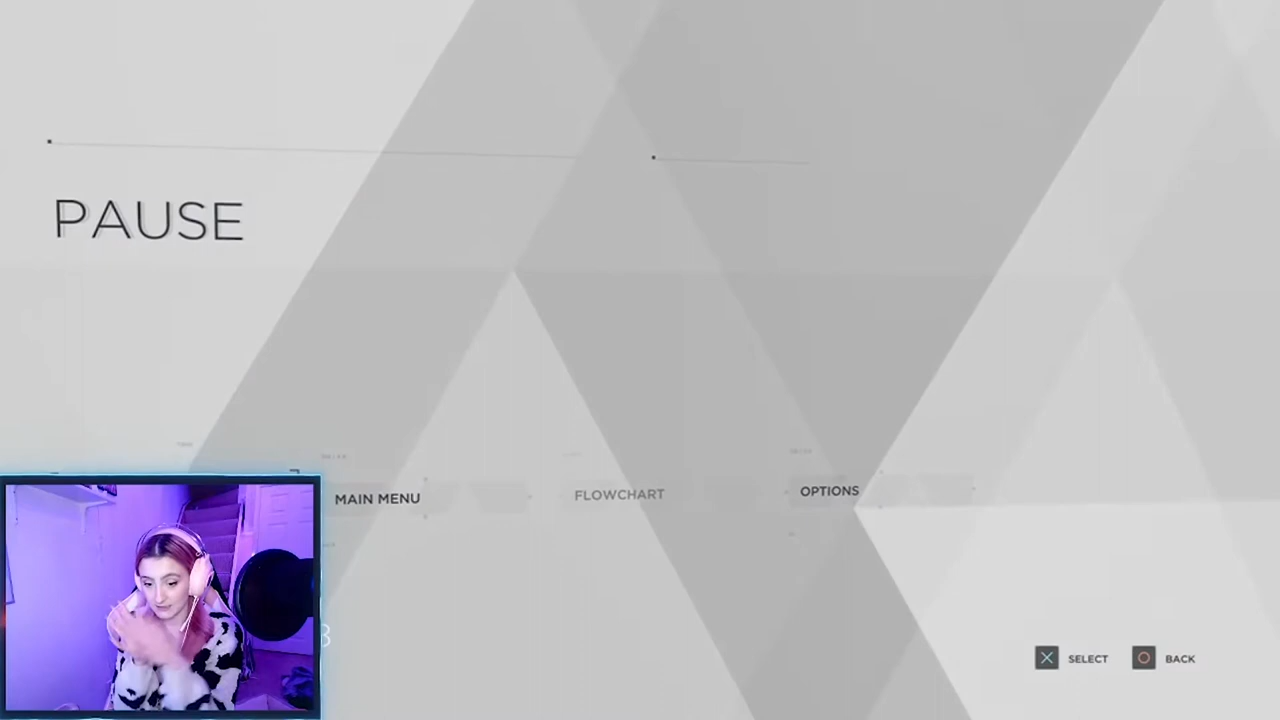 PAUSE
MAIN MENU
FLOWCHART
OPTIONS
SELECT
BACK